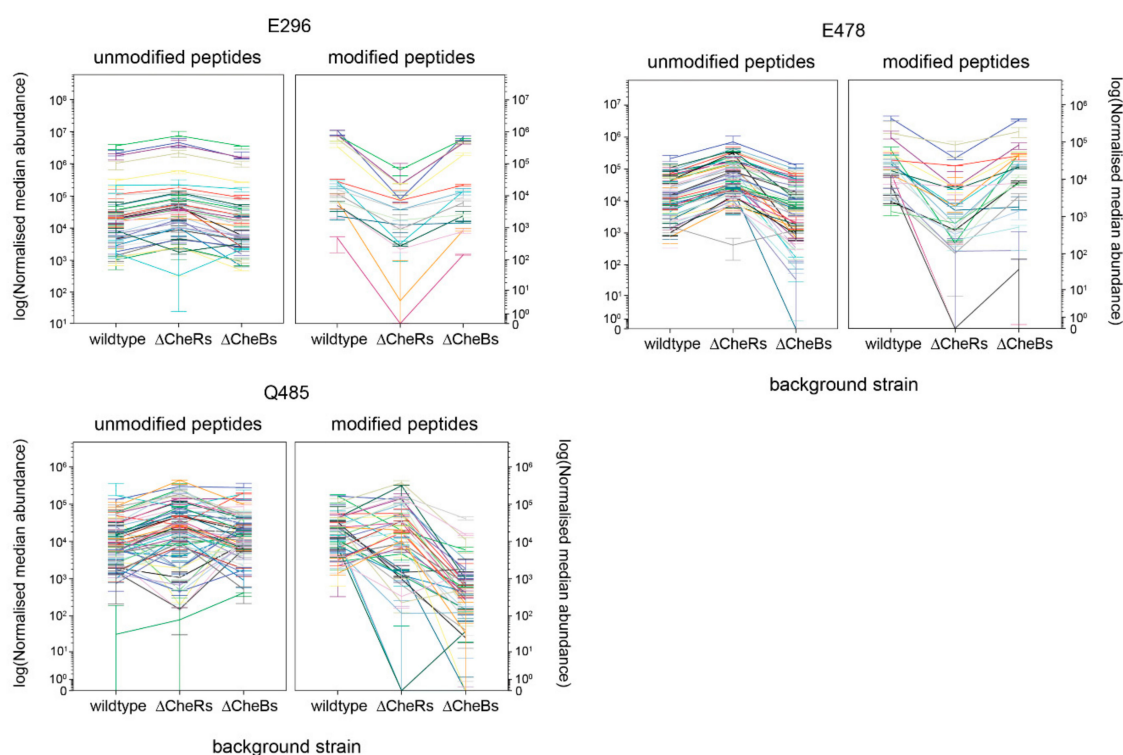 E296
unmodified peptides
modified peptides
log(Normalised median abundance)
10⁸
10⁷
10⁶
10⁵
10⁴
10³
10²
10¹
10⁷
10⁶
10⁵
10⁴
10³
10²
10¹
10⁰
0
wildtype ΔCheRs ΔCheBs
wildtype ΔCheRs ΔCheBs
E478
unmodified peptides
modified peptides
10⁷
10⁶
10⁵
10⁴
10³
10²
10¹
10⁰
0
10⁶
10⁵
10⁴
10³
10²
10¹
10⁰
0
log(Normalised median abundance)
wildtype ΔCheRs ΔCheBs
wildtype ΔCheRs ΔCheBs
background strain
Q485
unmodified peptides
modified peptides
log(Normalised median abundance)
10⁶
10⁵
10⁴
10³
10²
10¹
10⁰
0
10⁶
10⁵
10⁴
10³
10²
10¹
10⁰
0
log(Normalised median abundance)
wildtype ΔCheRs ΔCheBs
wildtype ΔCheRs ΔCheBs
background strain